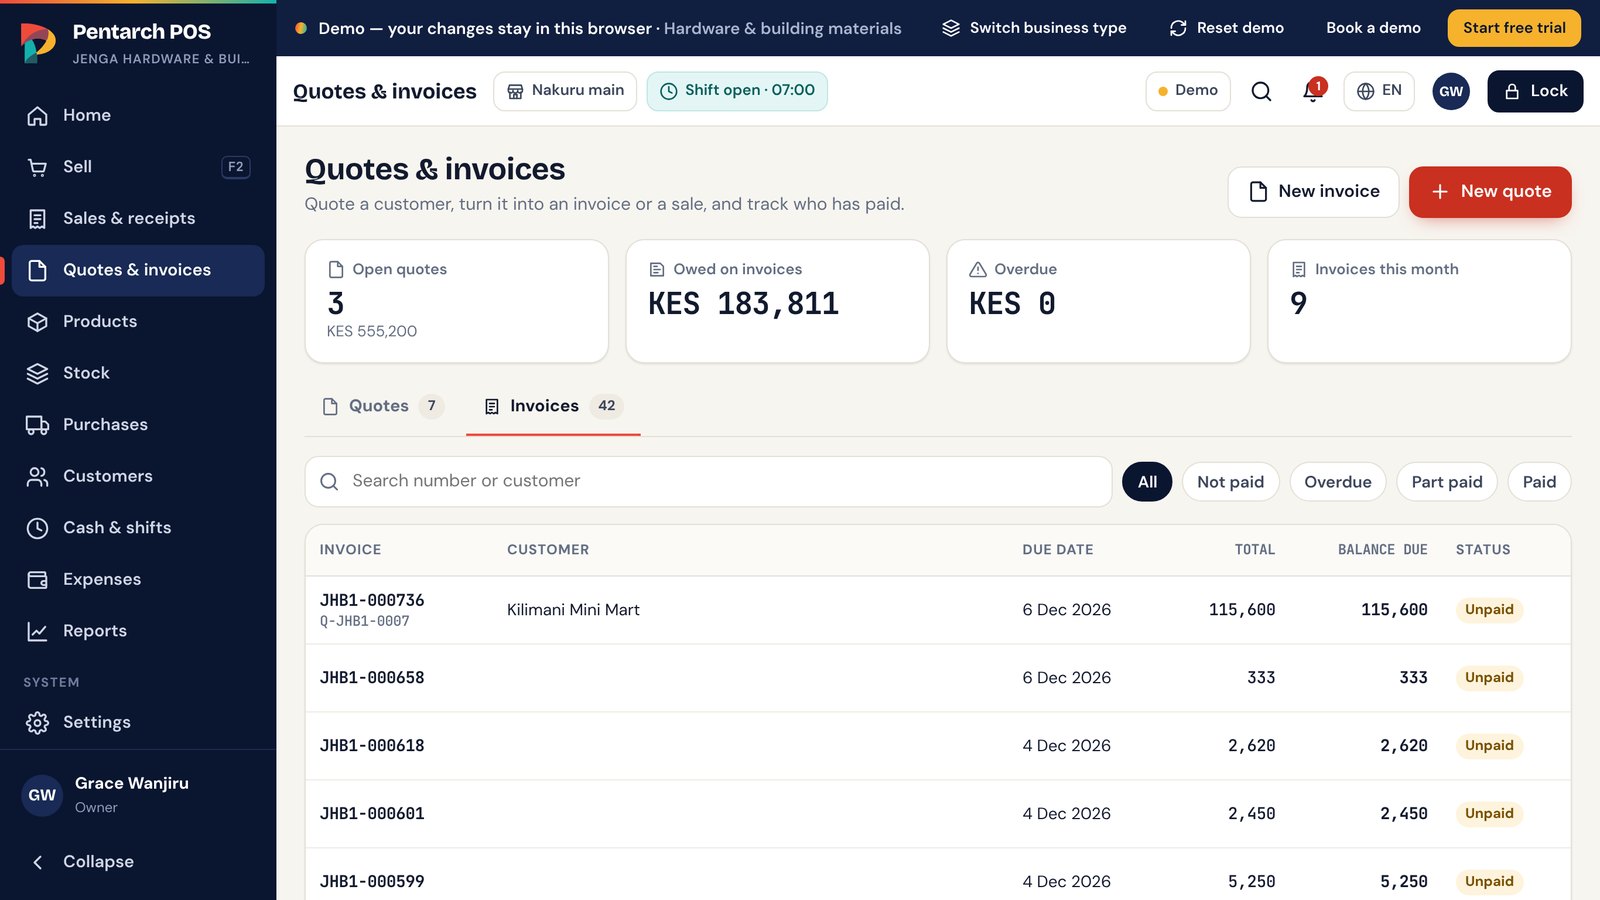 Pentarch POS
JENGA HARDWARE & BUI...
Home
Sell F2
Sales & receipts
Quotes & invoices
Products
Stock
Purchases
Customers
Cash & shifts
Expenses
Reports
SYSTEM
Settings
GW Grace Wanjiru
Owner
Collapse
Demo — your changes stay in this browser · Hardware & building materials Switch business type Reset demo Book a demo Start free trial
Quotes & invoices Nakuru main Shift open · 07:00 Demo 1 EN GW Lock
Quotes & invoices
Quote a customer, turn it into an invoice or a sale, and track who has paid.
New invoice New quote
Open quotes
3
KES 555,200
Owed on invoices
KES 183,811
Overdue
KES 0
Invoices this month
9
Quotes 7 Invoices 42
Search number or customer All Not paid Overdue Part paid Paid
INVOICE CUSTOMER DUE DATE TOTAL BALANCE DUE STATUS
JHB1-000736 Kilimani Mini Mart 6 Dec 2026 115,600 115,600 Unpaid
Q-JHB1-0007
JHB1-000658 6 Dec 2026 333 333 Unpaid
JHB1-000618 4 Dec 2026 2,620 2,620 Unpaid
JHB1-000601 4 Dec 2026 2,450 2,450 Unpaid
JHB1-000599 4 Dec 2026 5,250 5,250 Unpaid